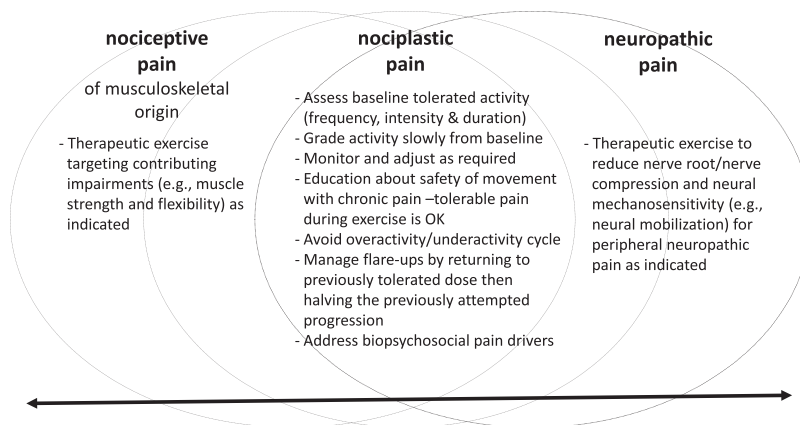 nociceptive
pain
of musculoskeletal
origin
- Therapeutic exercise
targeting contributing
impairments (e.g., muscle
strength and flexibility) as
indicated
nociplastic
pain
- Assess baseline tolerated activity
(frequency, intensity & duration)
- Grade activity slowly from baseline
- Monitor and adjust as required
- Education about safety of movement
with chronic pain –tolerable pain
during exercise is OK
- Avoid overactivity/underactivity cycle
- Manage flare-ups by returning to
previously tolerated dose then
halving the previously attempted
progression
- Address biopsychosocial pain drivers
neuropathic
pain
- Therapeutic exercise to
reduce nerve root/nerve
compression and neural
mechanosensitivity (e.g.,
neural mobilization) for
peripheral neuropathic
pain as indicated